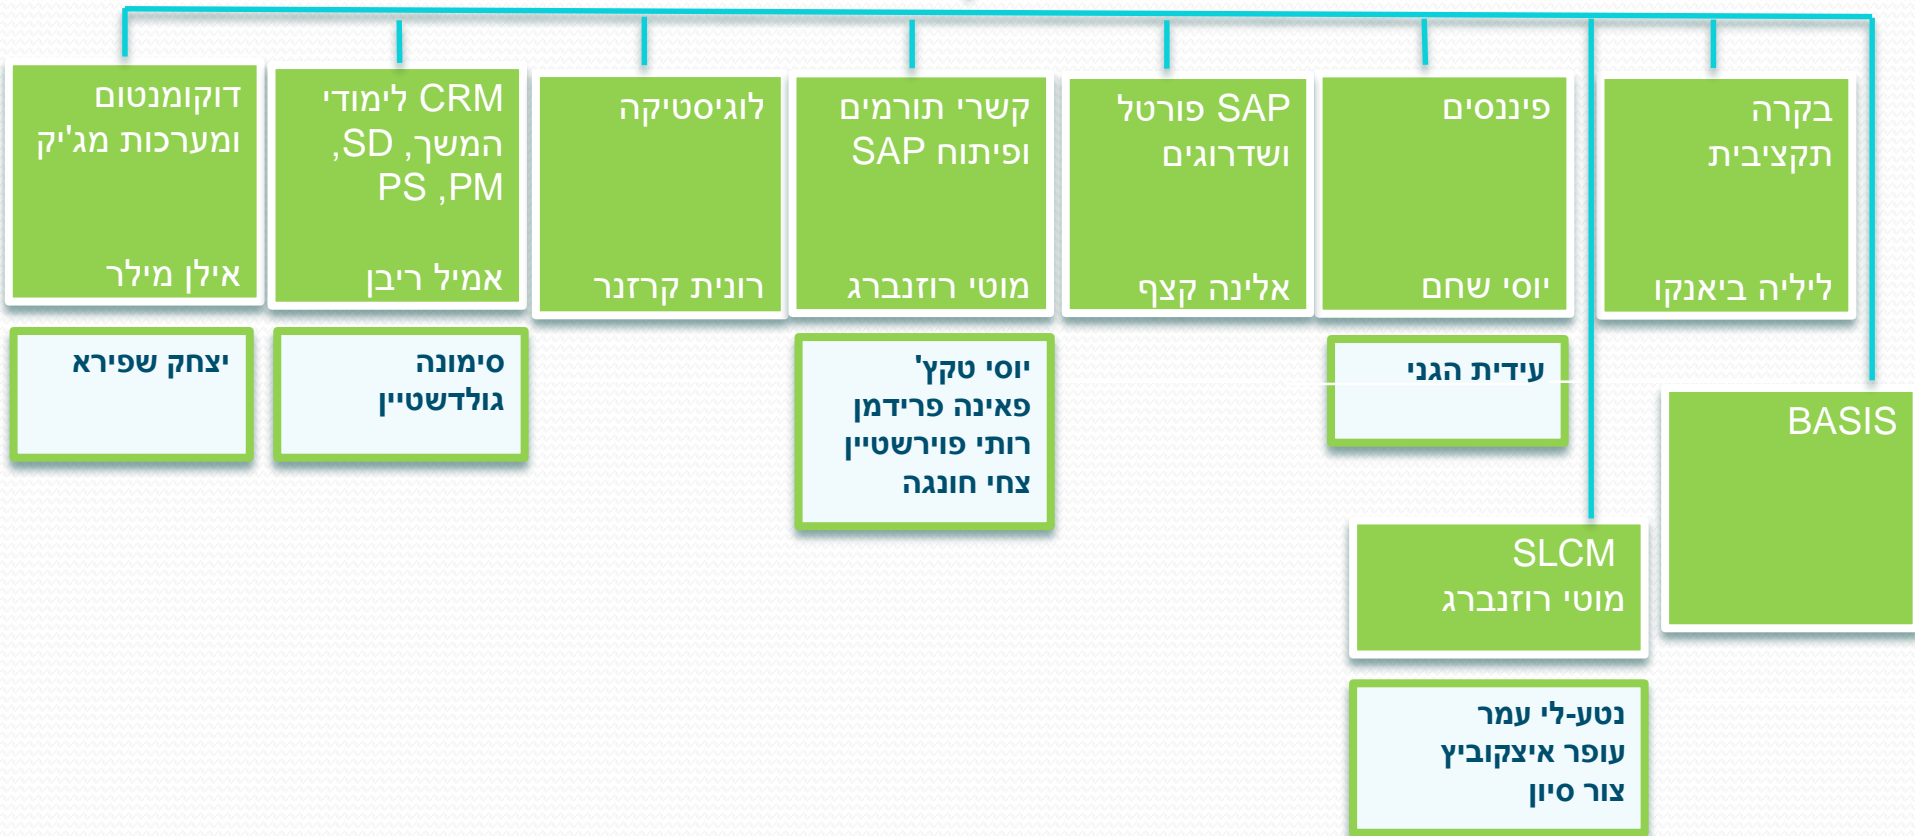 בקרה
תקציבית
ליליה ביאנקו
פיננסים
יוסי שחם
עידית הגני
SAP פורטל
ושדרוגים
אלינה קצף
קשרי תורמים
ופיתוח SAP
מוטי רוזנברג
יוסי טקץ'
פאינה פרידמן
רותי פוירשטיין
צחי חונגה
לוגיסטיקה
רונית קרזנר
CRM לימודי
המשך, SD,
PM, PS
אמיל ריבן
סימונה
גולדשטיין
דוקומנטום
ומערכות מג'יק
אילן מילר
יצחק שפירא
BASIS
SLCM
מוטי רוזנברג
נטע-לי עמר
עופר איצקוביץ
צור סיון